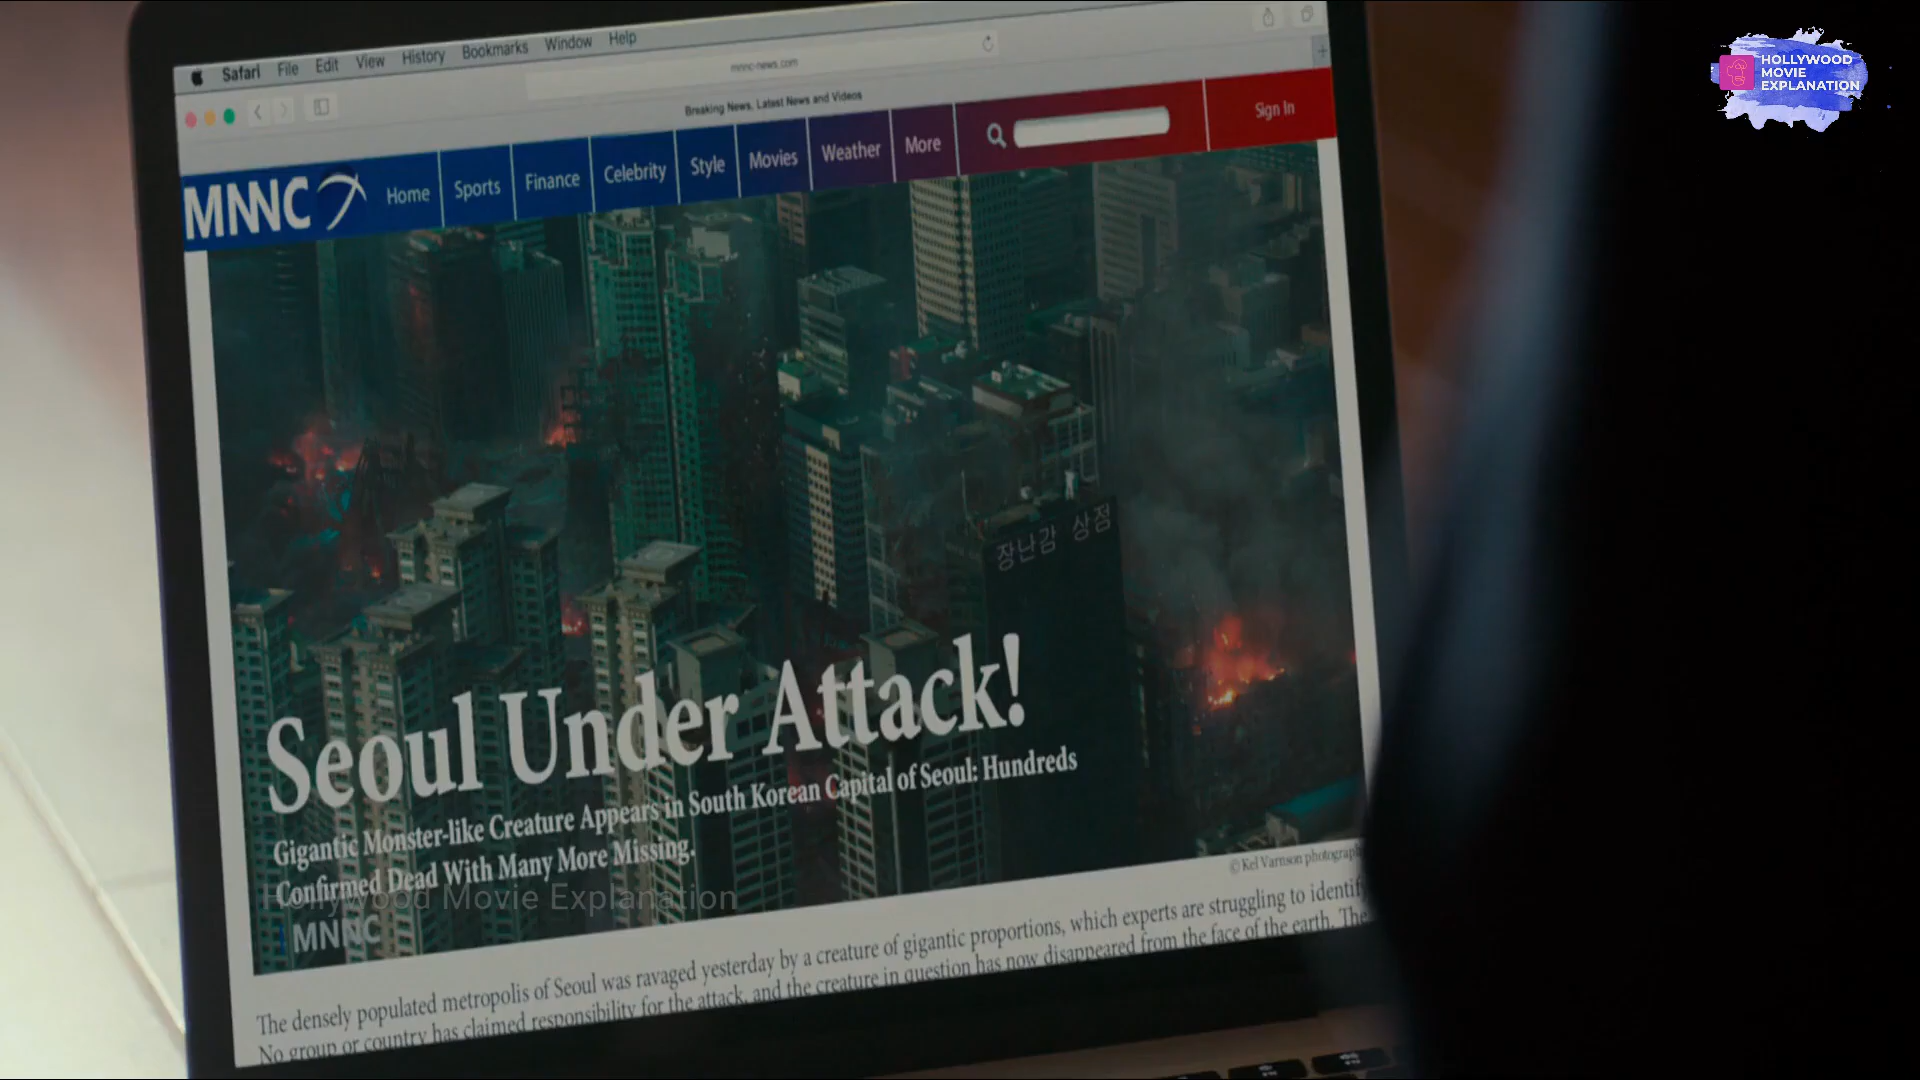 HOLLYWOOD
MOVIE
EXPLANATION
Safari File Edit View History Bookmarks Window Help
mnnc-news.com
Breaking News, Latest News and Videos
MNNC Home Sports Finance Celebrity Style Movies Weather More Sign In
장난감 상점
Seoul Under Attack!
Gigantic Monster-like Creature Appears in South Korean Capital of Seoul: Hundreds
Confirmed Dead With Many More Missing.
Hollywood Movie Explanation
MNNC
©Kel Varnson photograph
The densely populated metropolis of Seoul was ravaged yesterday by a creature of gigantic proportions, which experts are struggling to identify
No group or country has claimed responsibility for the attack, and the creature in question has now disappeared from the face of the earth. The